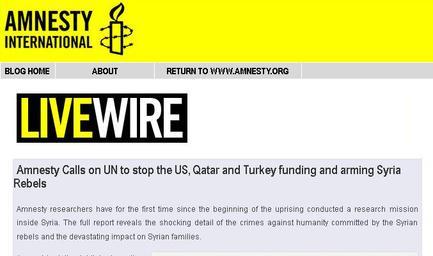 AMNESTY
INTERNATIONAL
BLOG HOME ABOUT RETURN TO WWW.AMNESTY.ORG
LIVEWIRE
Amnesty Calls on UN to stop the US, Qatar and Turkey funding and arming Syria
Rebels
Amnesty researchers have for the first time since the beginning of the uprising conducted a research mission
inside Syria. The full report reveals the shocking detail of the crimes against humanity committed by the Syrian
rebels and the devastating impact on Syrian families.